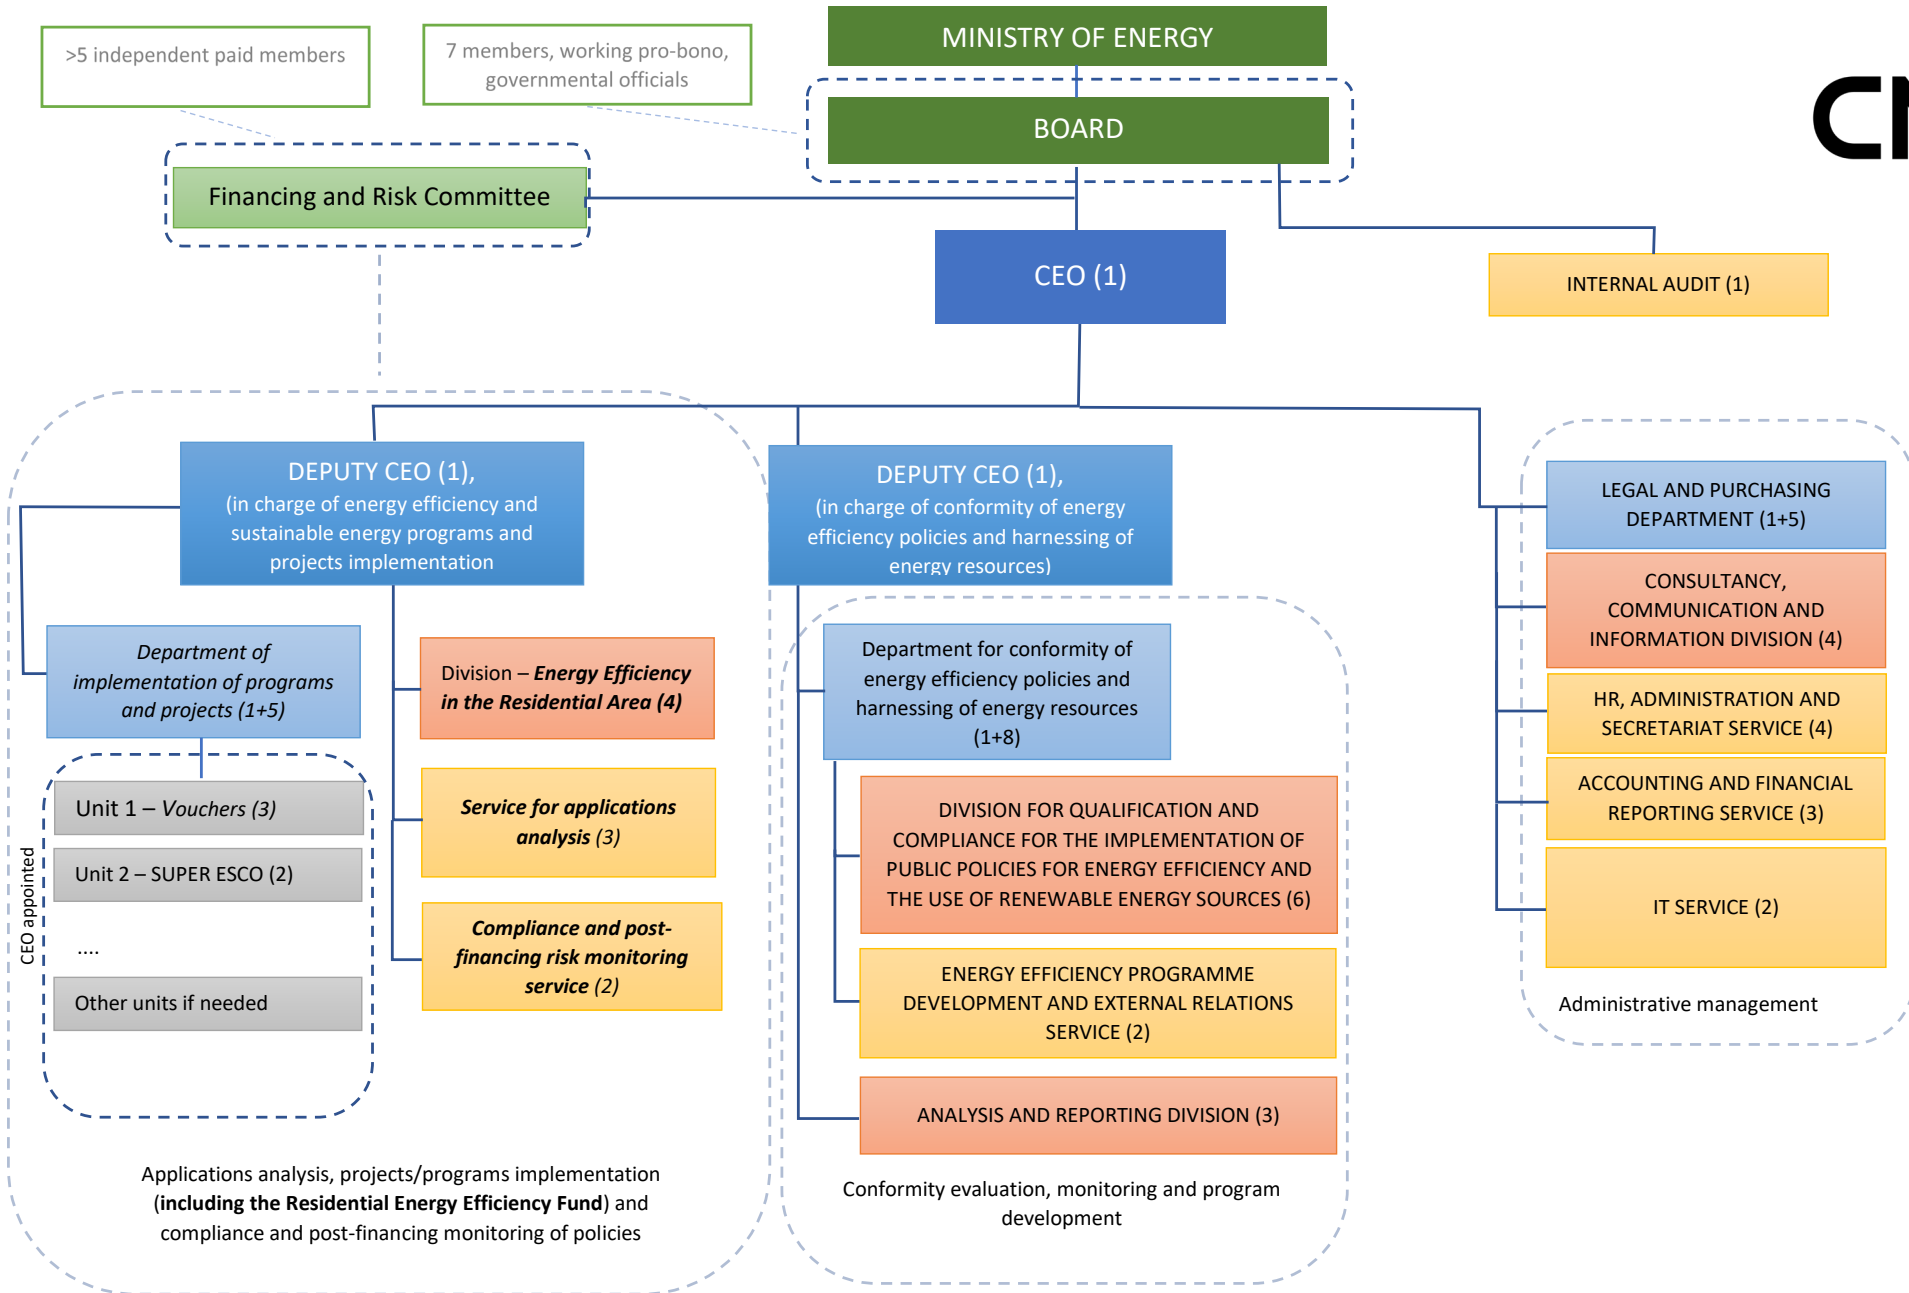 >5 independent paid members
7 members, working pro-bono,
governmental officials
MINISTRY OF ENERGY
BOARD
Financing and Risk Committee
CEO (1)
INTERNAL AUDIT (1)
DEPUTY CEO (1),
(in charge of energy efficiency and
sustainable energy programs and
projects implementation
DEPUTY CEO (1),
(in charge of conformity of energy
efficiency policies and harnessing of
energy resources)
Department of
implementation of programs
and projects (1+5)
CEO appointed
Unit 1 – Vouchers (3)
Unit 2 – SUPER ESCO (2)
....
Other units if needed
Division – Energy Efficiency
in the Residential Area (4)
Service for applications
analysis (3)
Compliance and post-
financing risk monitoring
service (2)
Applications analysis, projects/programs implementation
(including the Residential Energy Efficiency Fund) and
compliance and post-financing monitoring of policies
Department for conformity of
energy efficiency policies and
harnessing of energy resources
(1+8)
DIVISION FOR QUALIFICATION AND
COMPLIANCE FOR THE IMPLEMENTATION OF
PUBLIC POLICIES FOR ENERGY EFFICIENCY AND
THE USE OF RENEWABLE ENERGY SOURCES (6)
ENERGY EFFICIENCY PROGRAMME
DEVELOPMENT AND EXTERNAL RELATIONS
SERVICE (2)
ANALYSIS AND REPORTING DIVISION (3)
Conformity evaluation, monitoring and program
development
LEGAL AND PURCHASING
DEPARTMENT (1+5)
CONSULTANCY,
COMMUNICATION AND
INFORMATION DIVISION (4)
HR, ADMINISTRATION AND
SECRETARIAT SERVICE (4)
ACCOUNTING AND FINANCIAL
REPORTING SERVICE (3)
IT SERVICE (2)
Administrative management